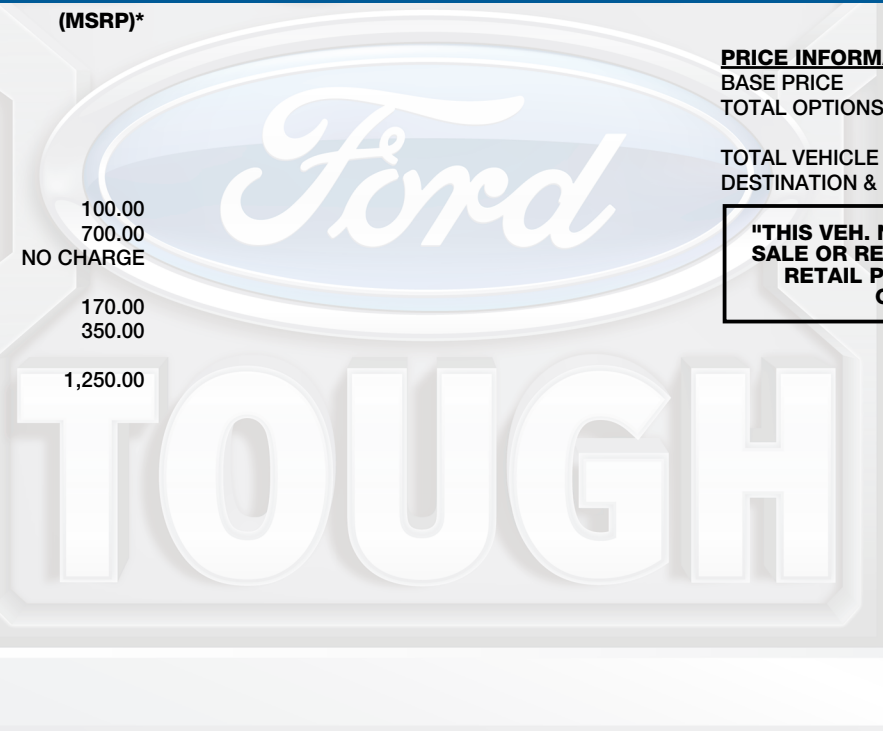 (MSRP)*
100.00
700.00
NO CHARGE
170.00
350.00
1,250.00
PRICE INFORMA
BASE PRICE
TOTAL OPTIONS
TOTAL VEHICLE
DESTINATION &
"THIS VEH. N
SALE OR RE
RETAIL P
Ford
TOUGH